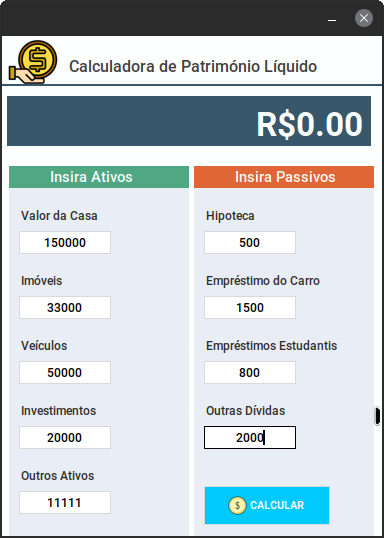 Calculadora de Património Líquido
R$0.00
Insira Ativos
Insira Passivos
Valor da Casa
150000
Hipoteca
500
Imóveis
33000
Empréstimo do Carro
1500
Veículos
50000
Empréstimos Estudantis
800
Investimentos
20000
Outras Dívidas
2000
Outros Ativos
11111
$ CALCULAR